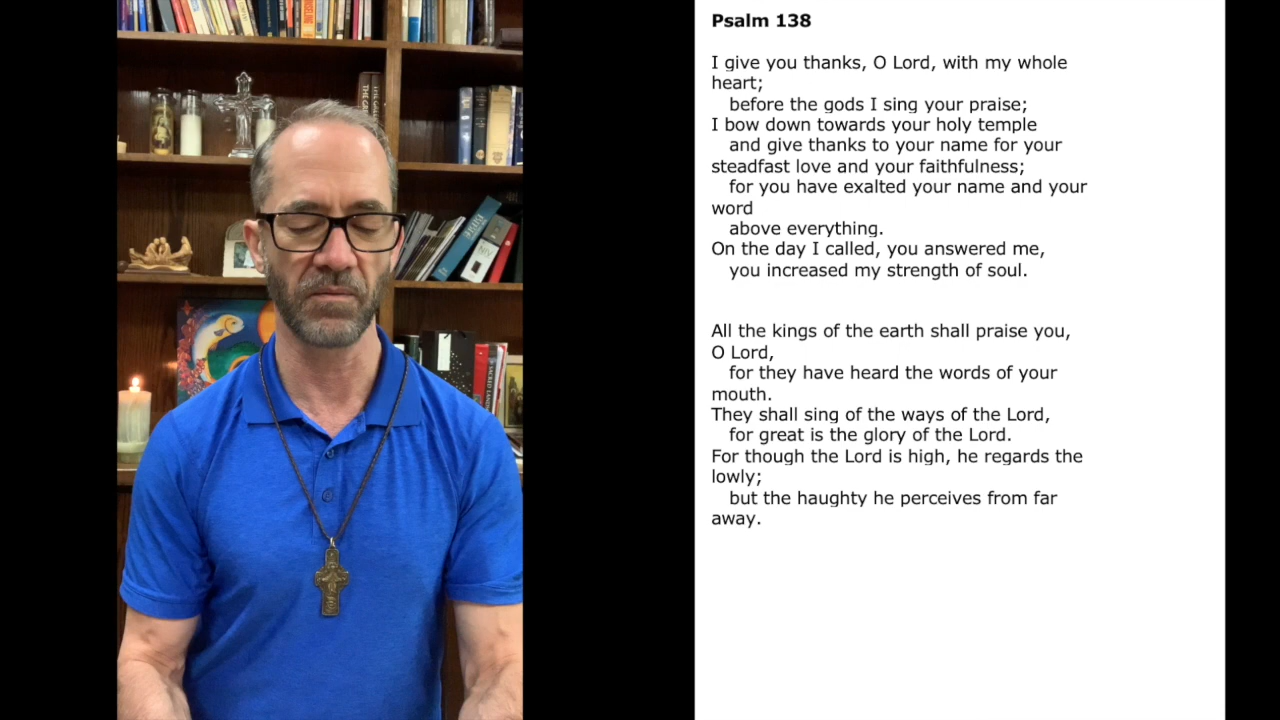 Psalm 138
I give you thanks, O Lord, with my whole
heart;
before the gods I sing your praise;
I bow down towards your holy temple
and give thanks to your name for your
steadfast love and your faithfulness;
for you have exalted your name and your
word
above everything.
On the day I called, you answered me,
you increased my strength of soul.
All the kings of the earth shall praise you,
O Lord,
for they have heard the words of your
mouth.
They shall sing of the ways of the Lord,
for great is the glory of the Lord.
For though the Lord is high, he regards the
lowly;
but the haughty he perceives from far
away.